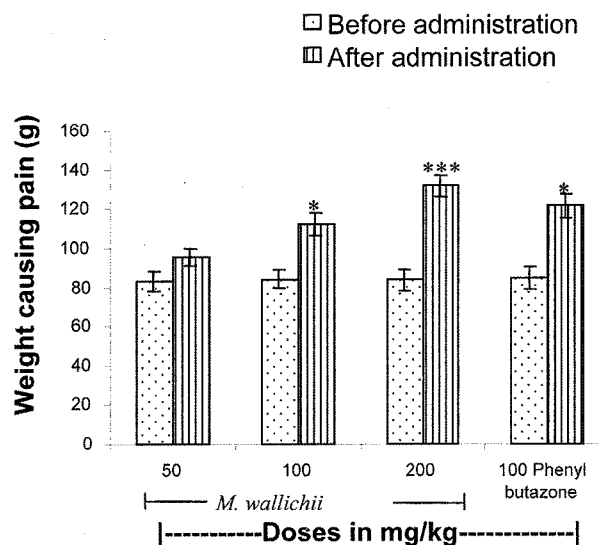 Before administration
After administration
Weight causing pain (g)
160
140
120
100
80
60
40
20
0
*
***
*
50 100 200 100 Phenyl
butazone
M. wallichii
Doses in mg/kg